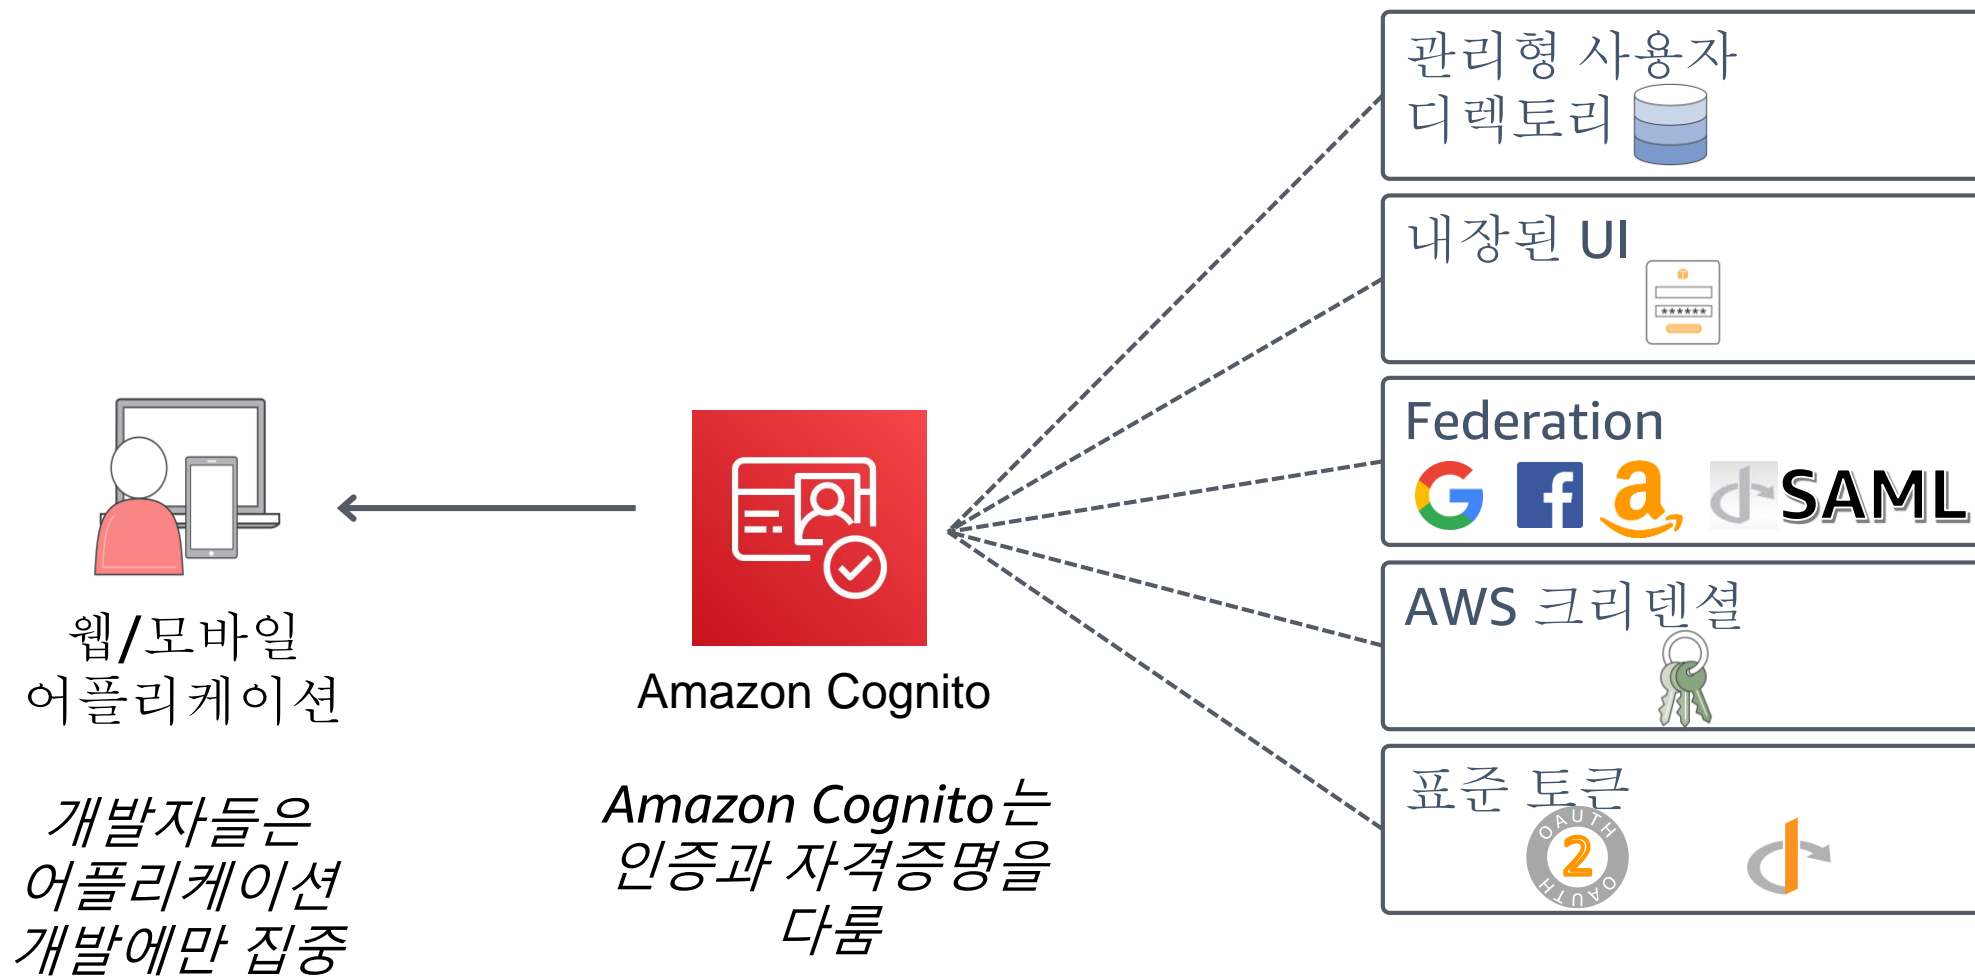 관리형 사용자
디렉토리
내장된 UI
******
Federation
SAML
AWS 크리덴셜
표준 토큰
OAUTH
2
OAUTH
웹/모바일
어플리케이션
Amazon Cognito
개발자들은
어플리케이션
개발에만 집중
Amazon Cognito는
인증과 자격증명을
다룸